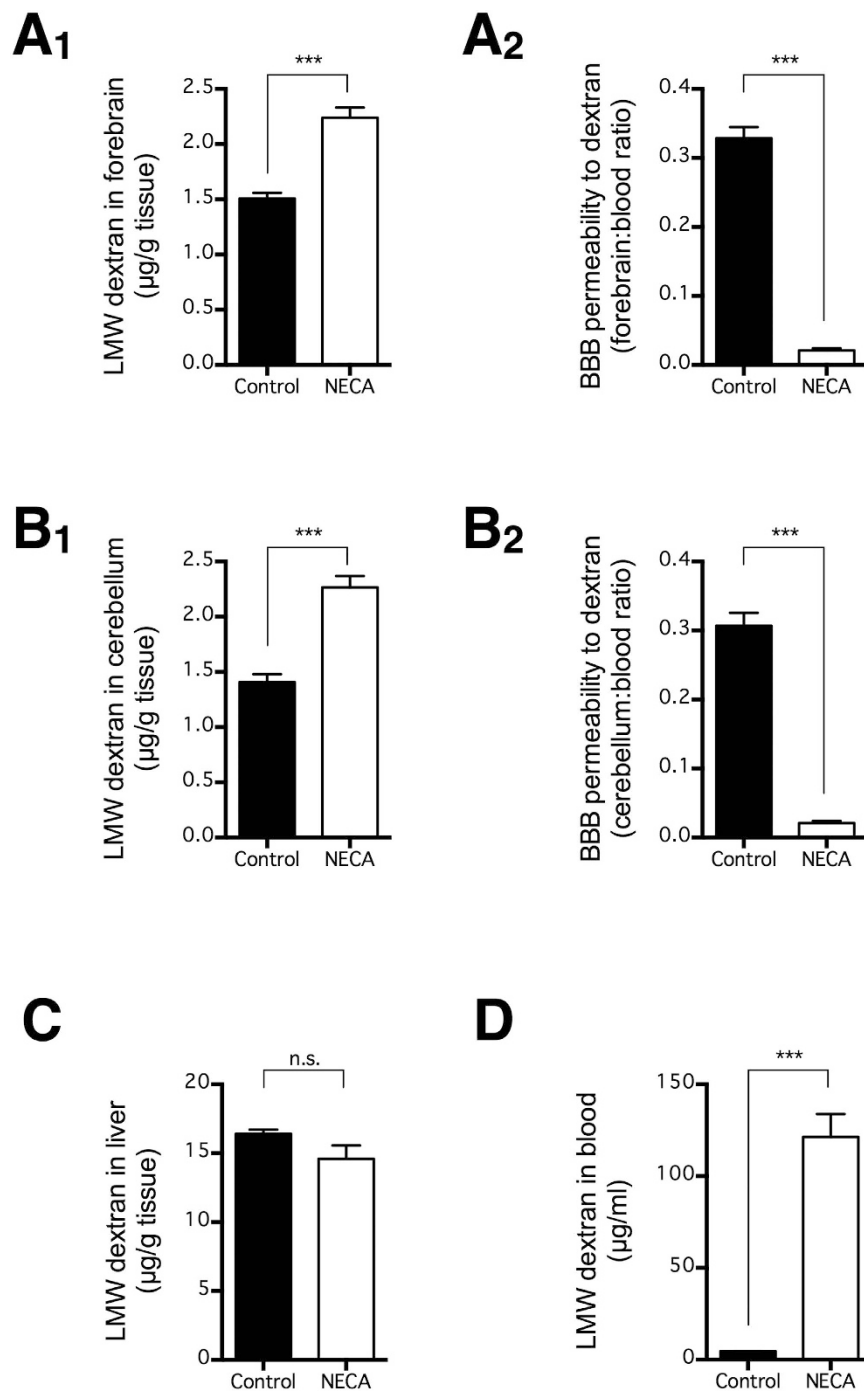 A1
***
LMW dextran in forebrain
(µg/g tissue)
2.5
2.0
1.5
1.0
0.5
0.0
Control NECA
A2
***
BBB permeability to dextran
(forebrain:blood ratio)
0.4
0.3
0.2
0.1
0.0
Control NECA
B1
***
LMW dextran in cerebellum
(µg/g tissue)
2.5
2.0
1.5
1.0
0.5
0.0
Control NECA
B2
***
BBB permeability to dextran
(cerebellum:blood ratio)
0.4
0.3
0.2
0.1
0.0
Control NECA
C
n.s.
LMW dextran in liver
(µg/g tissue)
20
15
10
5
0
Control NECA
D
***
LMW dextran in blood
(µg/ml)
150
100
50
0
Control NECA